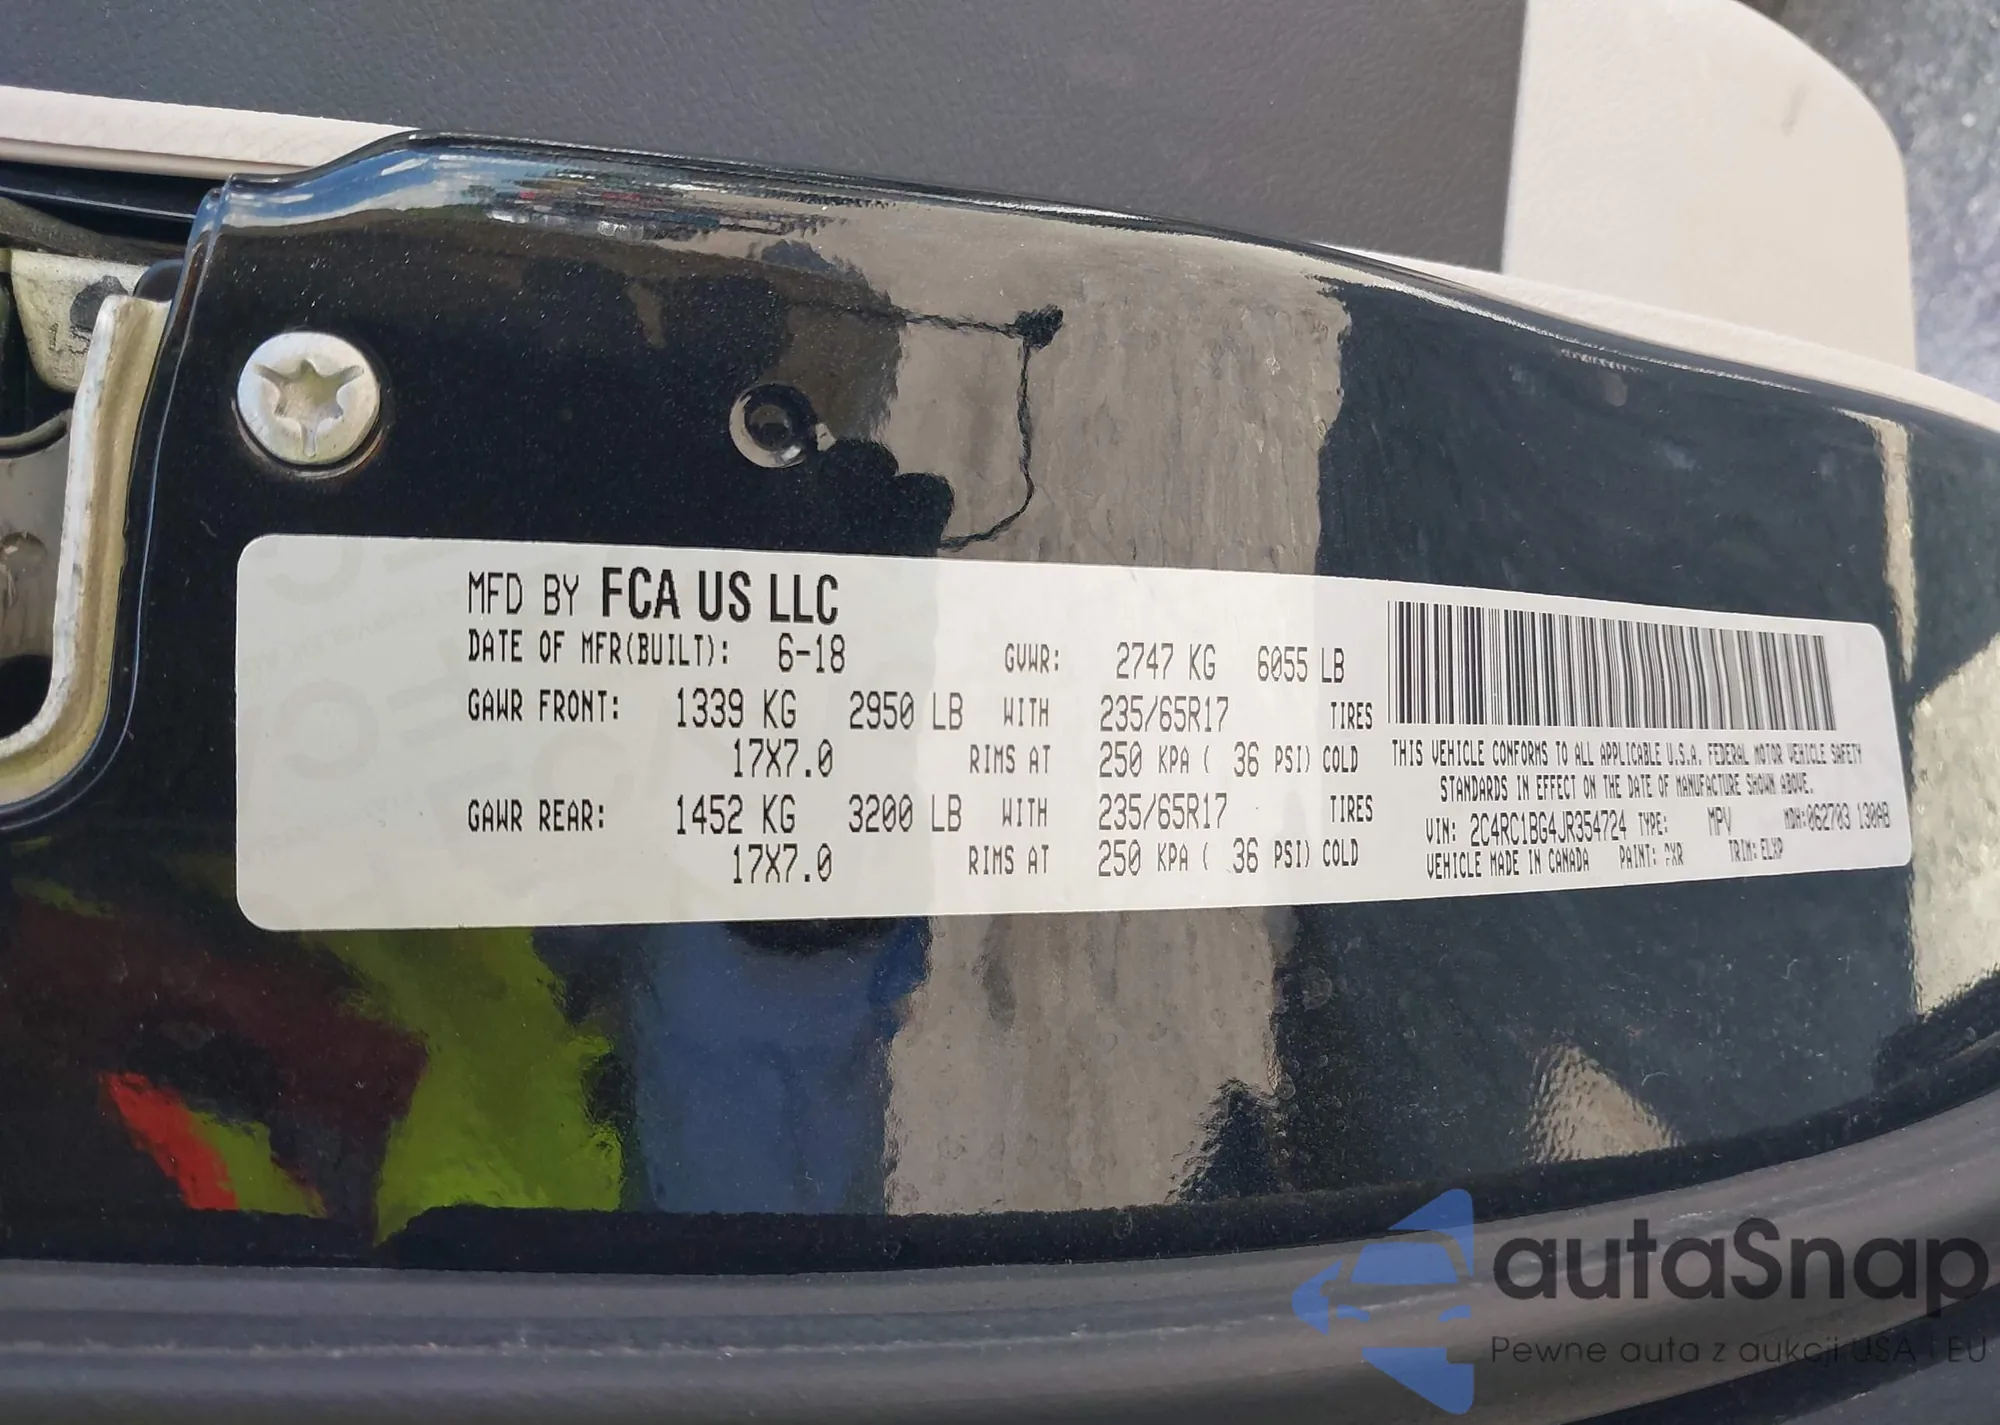 MFD BY FCA US LLC
DATE OF MFR(BUILT): 6-18 GVWR: 2747 KG 6055 LB
GAWR FRONT: 1339 KG 2950 LB WITH 235/65R17 TIRES
17X7.0 RIMS AT 250 KPA ( 36 PSI) COLD
GAWR REAR: 1452 KG 3200 LB WITH 235/65R17 TIRES
17X7.0 RIMS AT 250 KPA ( 36 PSI) COLD
THIS VEHICLE CONFORMS TO ALL APPLICABLE U.S.A. FEDERAL MOTOR VEHICLE SAFETY
STANDARDS IN EFFECT ON THE DATE OF MANUFACTURE SHOWN ABOVE.
VIN: 2C4RC1BG4JR354724 TYPE: MPV MDH:062703 130AB
VEHICLE MADE IN CANADA PAINT: PXR TRIM: ELXP
autaSnap
Pewne auta z aukcji USA i EU